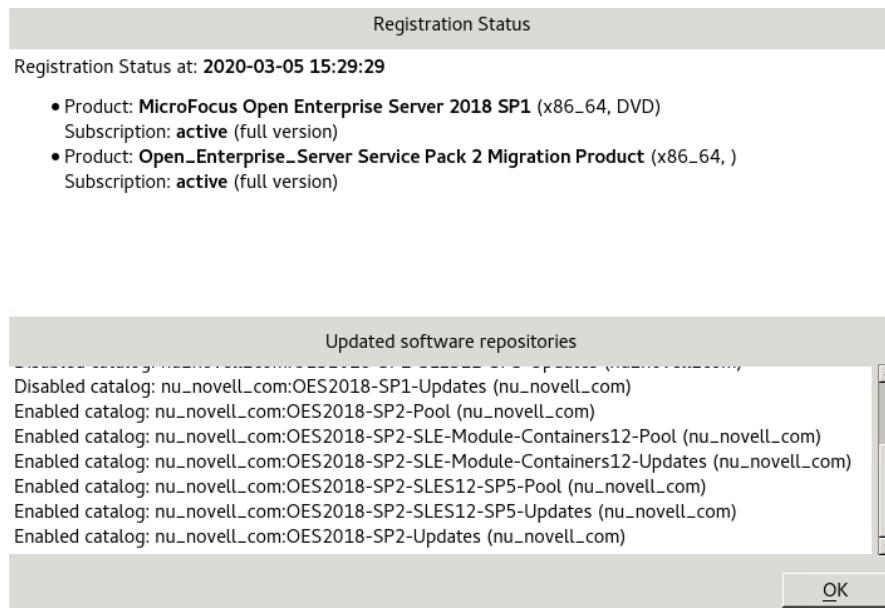 Registration Status
Registration Status at: 2020-03-05 15:29:29
• Product: MicroFocus Open Enterprise Server 2018 SP1 (x86_64, DVD)
Subscription: active (full version)
• Product: Open_Enterprise_Server Service Pack 2 Migration Product (x86_64, )
Subscription: active (full version)
Updated software repositories
Disabled catalog: nu_novell_com:OES2018-SP1-Updates (nu_novell_com)
Enabled catalog: nu_novell_com:OES2018-SP2-Pool (nu_novell_com)
Enabled catalog: nu_novell_com:OES2018-SP2-SLE-Module-Containers12-Pool (nu_novell_com)
Enabled catalog: nu_novell_com:OES2018-SP2-SLE-Module-Containers12-Updates (nu_novell_com)
Enabled catalog: nu_novell_com:OES2018-SP2-SLES12-SP5-Pool (nu_novell_com)
Enabled catalog: nu_novell_com:OES2018-SP2-SLES12-SP5-Updates (nu_novell_com)
Enabled catalog: nu_novell_com:OES2018-SP2-Updates (nu_novell_com)
OK